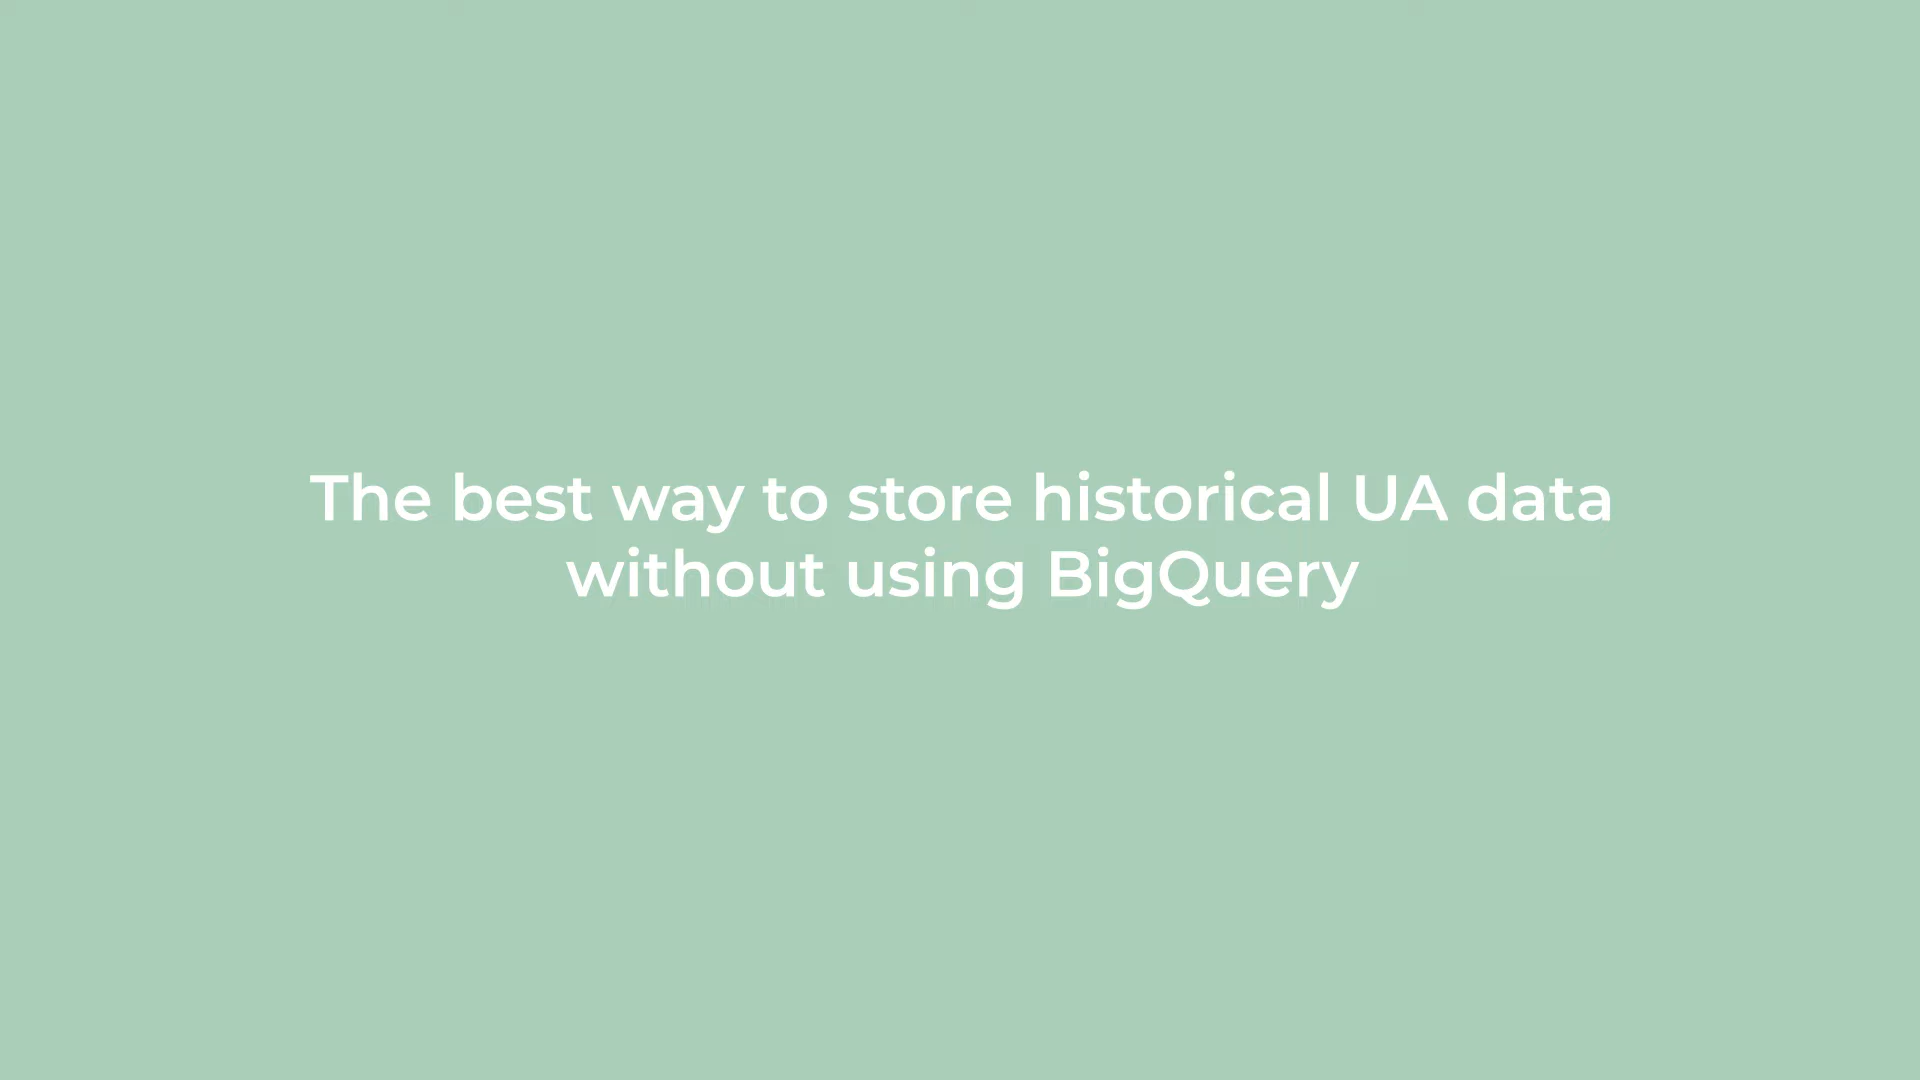 The best way to store historical UA data
without using BigQuery